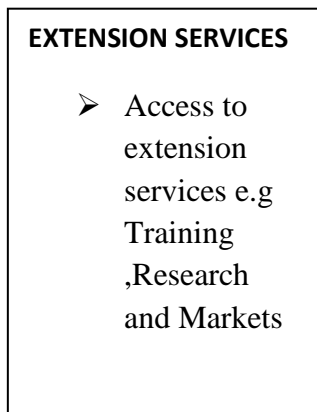 EXTENSION SERVICES
➢ Access to
extension
services e.g
Training
,Research
and Markets